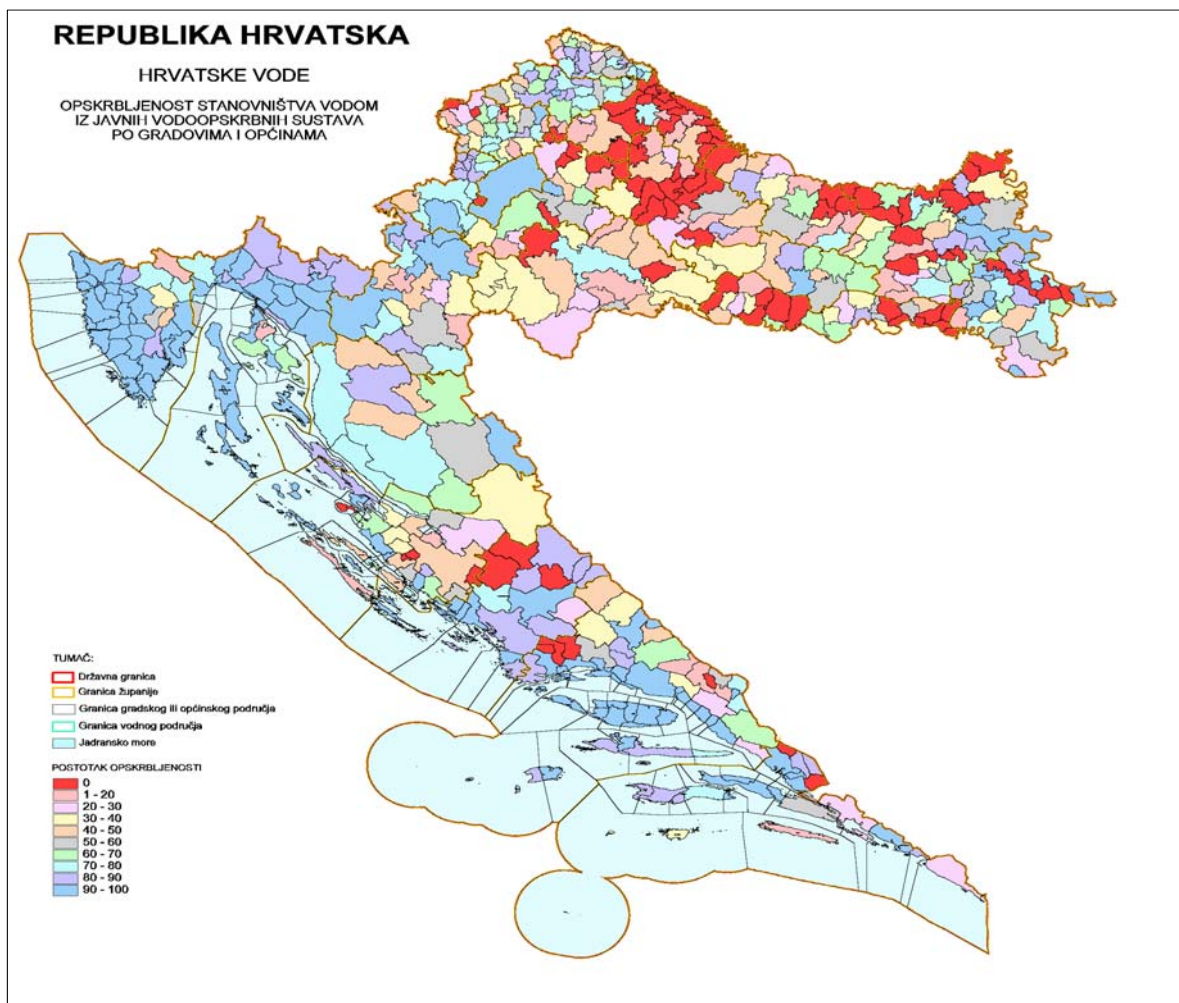 REPUBLIKA HRVATSKA
HRVATSKE VODE
OPSKRBLJENOST STANOVNIŠTVA VODOM
IZ JAVNIH VODOOPSKRBNIH SUSTAVA
PO GRADOVIMA I OPĆINAMA
TUMAČ:
Državna granica
Granica županije
Granica gradskog ili općinskog područja
Granica vodnog područja
Jadransko more
POSTOTAK OPSKRBLJENOSTI
0
1 - 20
20 - 30
30 - 40
40 - 50
50 - 60
60 - 70
70 - 80
80 - 90
90 - 100